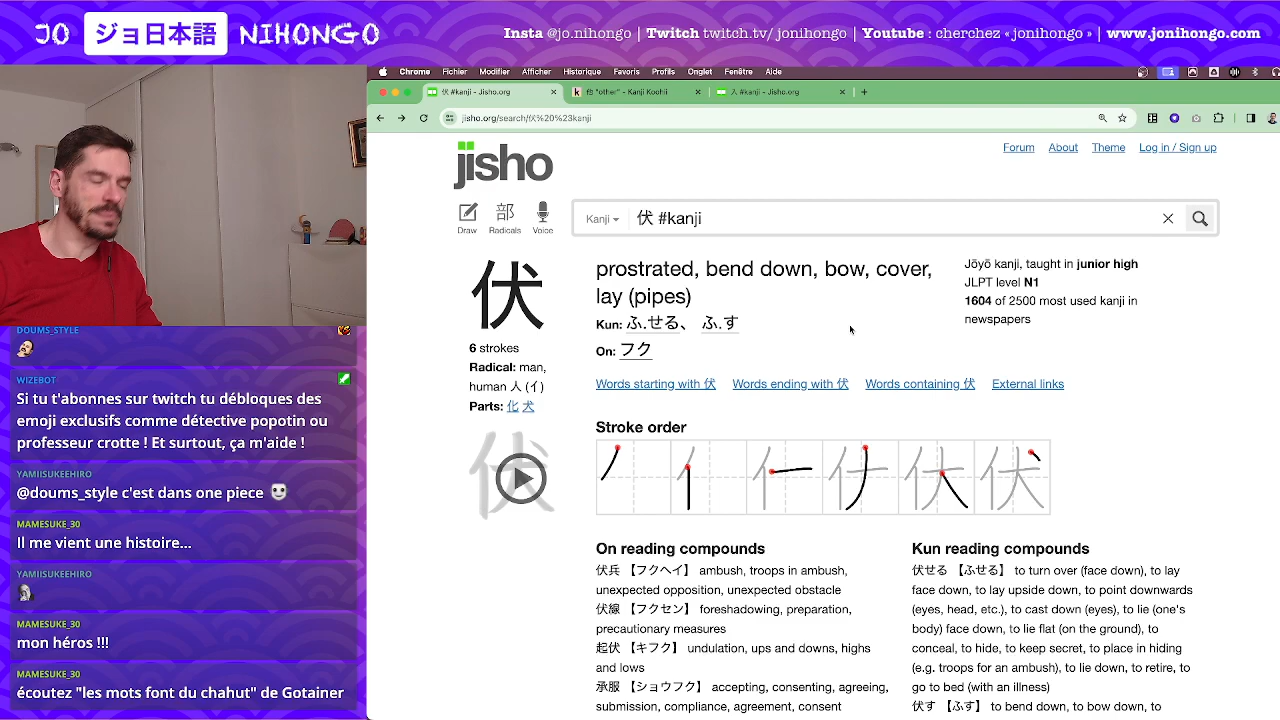 JO ジョ日本語 NIHONGO
Insta @jo.nihongo | Twitch twitch.tv/ jonihongo | Youtube : cherchez « jonihongo » | www.jonihongo.com
Chrome Fichier Modifier Afficher Historique Favoris Profils Onglet Fenêtre Aide
伏 #kanji - Jisho.org
他 "other" - Kanji Koohii
人 #kanji - Jisho.org
jisho.org/search/伏%20%23kanji
jisho
Forum About Theme Log in / Sign up
部
Draw Radicals Voice
Kanji 伏 #kanji
伏
6 strokes
Radical: man,
human 人 (亻)
Parts: 化 犬
prostrated, bend down, bow, cover,
lay (pipes)
Kun: ふ.せる、 ふ.す
On: フク
Jōyō kanji, taught in junior high
JLPT level N1
1604 of 2500 most used kanji in
newspapers
Words starting with 伏 Words ending with 伏 Words containing 伏 External links
Stroke order
On reading compounds
伏兵 【フクヘイ】 ambush, troops in ambush,
unexpected opposition, unexpected obstacle
伏線 【フクセン】 foreshadowing, preparation,
precautionary measures
起伏 【キフク】 undulation, ups and downs, highs
and lows
承服 【ショウフク】 accepting, consenting, agreeing,
submission, compliance, agreement, consent
Kun reading compounds
伏せる 【ふせる】 to turn over (face down), to lay
face down, to lay upside down, to point downwards
(eyes, head, etc.), to cast down (eyes), to lie (one's
body) face down, to lie flat (on the ground), to
conceal, to hide, to keep secret, to place in hiding
(e.g. troops for an ambush), to lie down, to retire, to
go to bed (with an illness)
伏す 【ふす】 to bend down, to bow down, to
DOUMS_STYLE
WIZEBOT
Si tu t'abonnes sur twitch tu débloques des
emoji exclusifs comme détective popotin ou
professeur crotte ! Et surtout, ça m'aide !
YAMIISUKEEHIRO
@doums_style c'est dans one piece
MAMESUKE_30
Il me vient une histoire...
YAMIISUKEEHIRO
MAMESUKE_30
mon héros !!!
MAMESUKE_30
écoutez "les mots font du chahut" de Gotainer